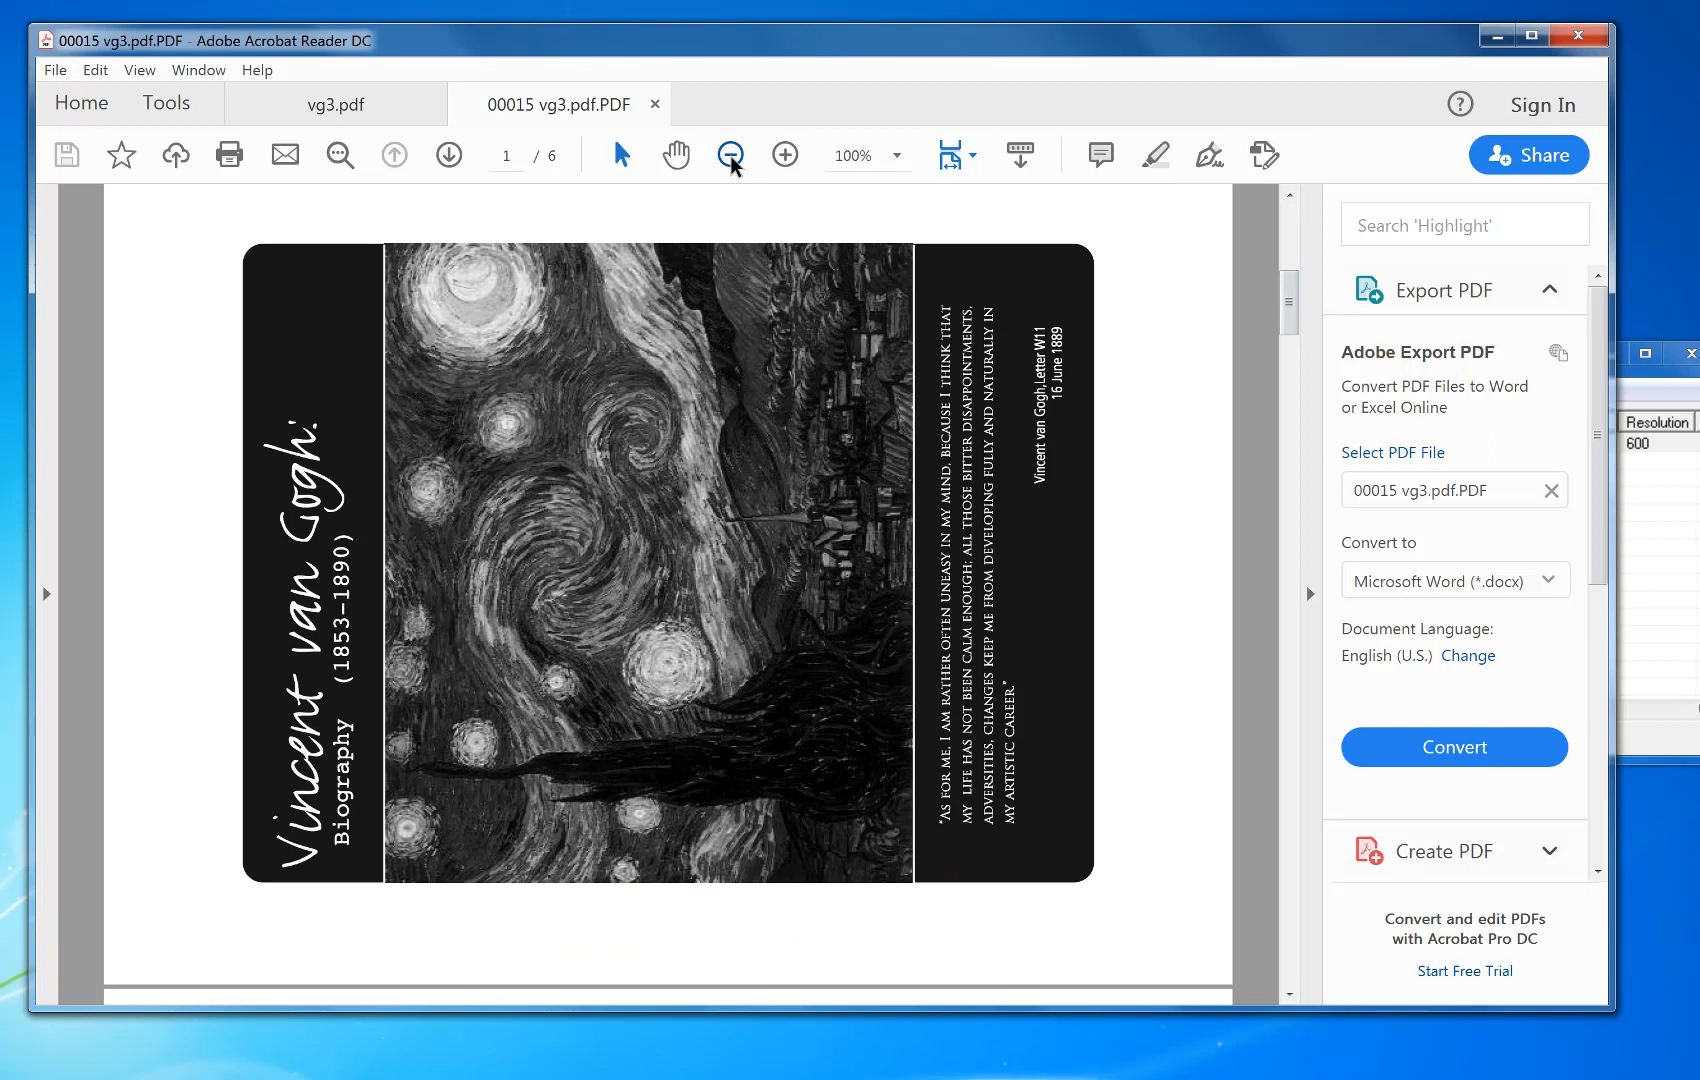 00015 vg3.pdf.PDF - Adobe Acrobat Reader DC
File Edit View Window Help
Home Tools vg3.pdf 00015 vg3.pdf.PDF × ? Sign In
1 / 6 100% Share
Vincent van Gogh:
Biography (1853-1890)
"AS FOR ME, I AM RATHER OFTEN UNEASY IN MY MIND, BECAUSE I THINK THAT
MY LIFE HAS NOT BEEN CALM ENOUGH; ALL THOSE BITTER DISAPPOINTMENTS,
ADVERSITIES, CHANGES KEEP ME FROM DEVELOPING FULLY AND NATURALLY IN
MY ARTISTIC CAREER."
Vincent van Gogh,Letter W11
16 June 1889
Search 'Highlight'
Export PDF
Adobe Export PDF
Convert PDF Files to Word
or Excel Online
Select PDF File
00015 vg3.pdf.PDF
Convert to
Microsoft Word (*.docx)
Document Language:
English (U.S.) Change
Convert
Create PDF
Convert and edit PDFs
with Acrobat Pro DC
Start Free Trial
Resolution
600